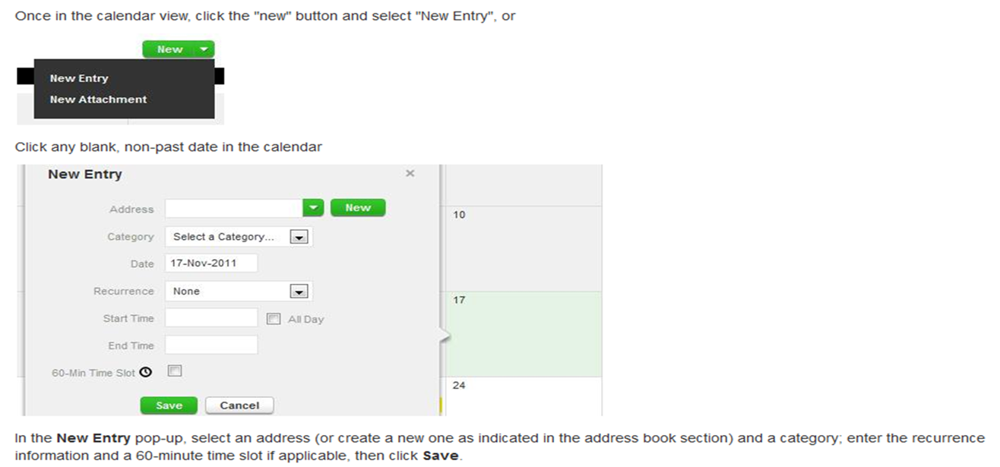 Once in the calendar view, click the "new" button and select "New Entry", or
New
New Entry
New Attachment
Click any blank, non-past date in the calendar
New Entry ×
Address New
10
Category Select a Category...
Date 17-Nov-2011
Recurrence None
17
Start Time All Day
End Time
60-Min Time Slot
24
Save Cancel
In the New Entry pop-up, select an address (or create a new one as indicated in the address book section) and a category; enter the recurrence
information and a 60-minute time slot if applicable, then click Save.